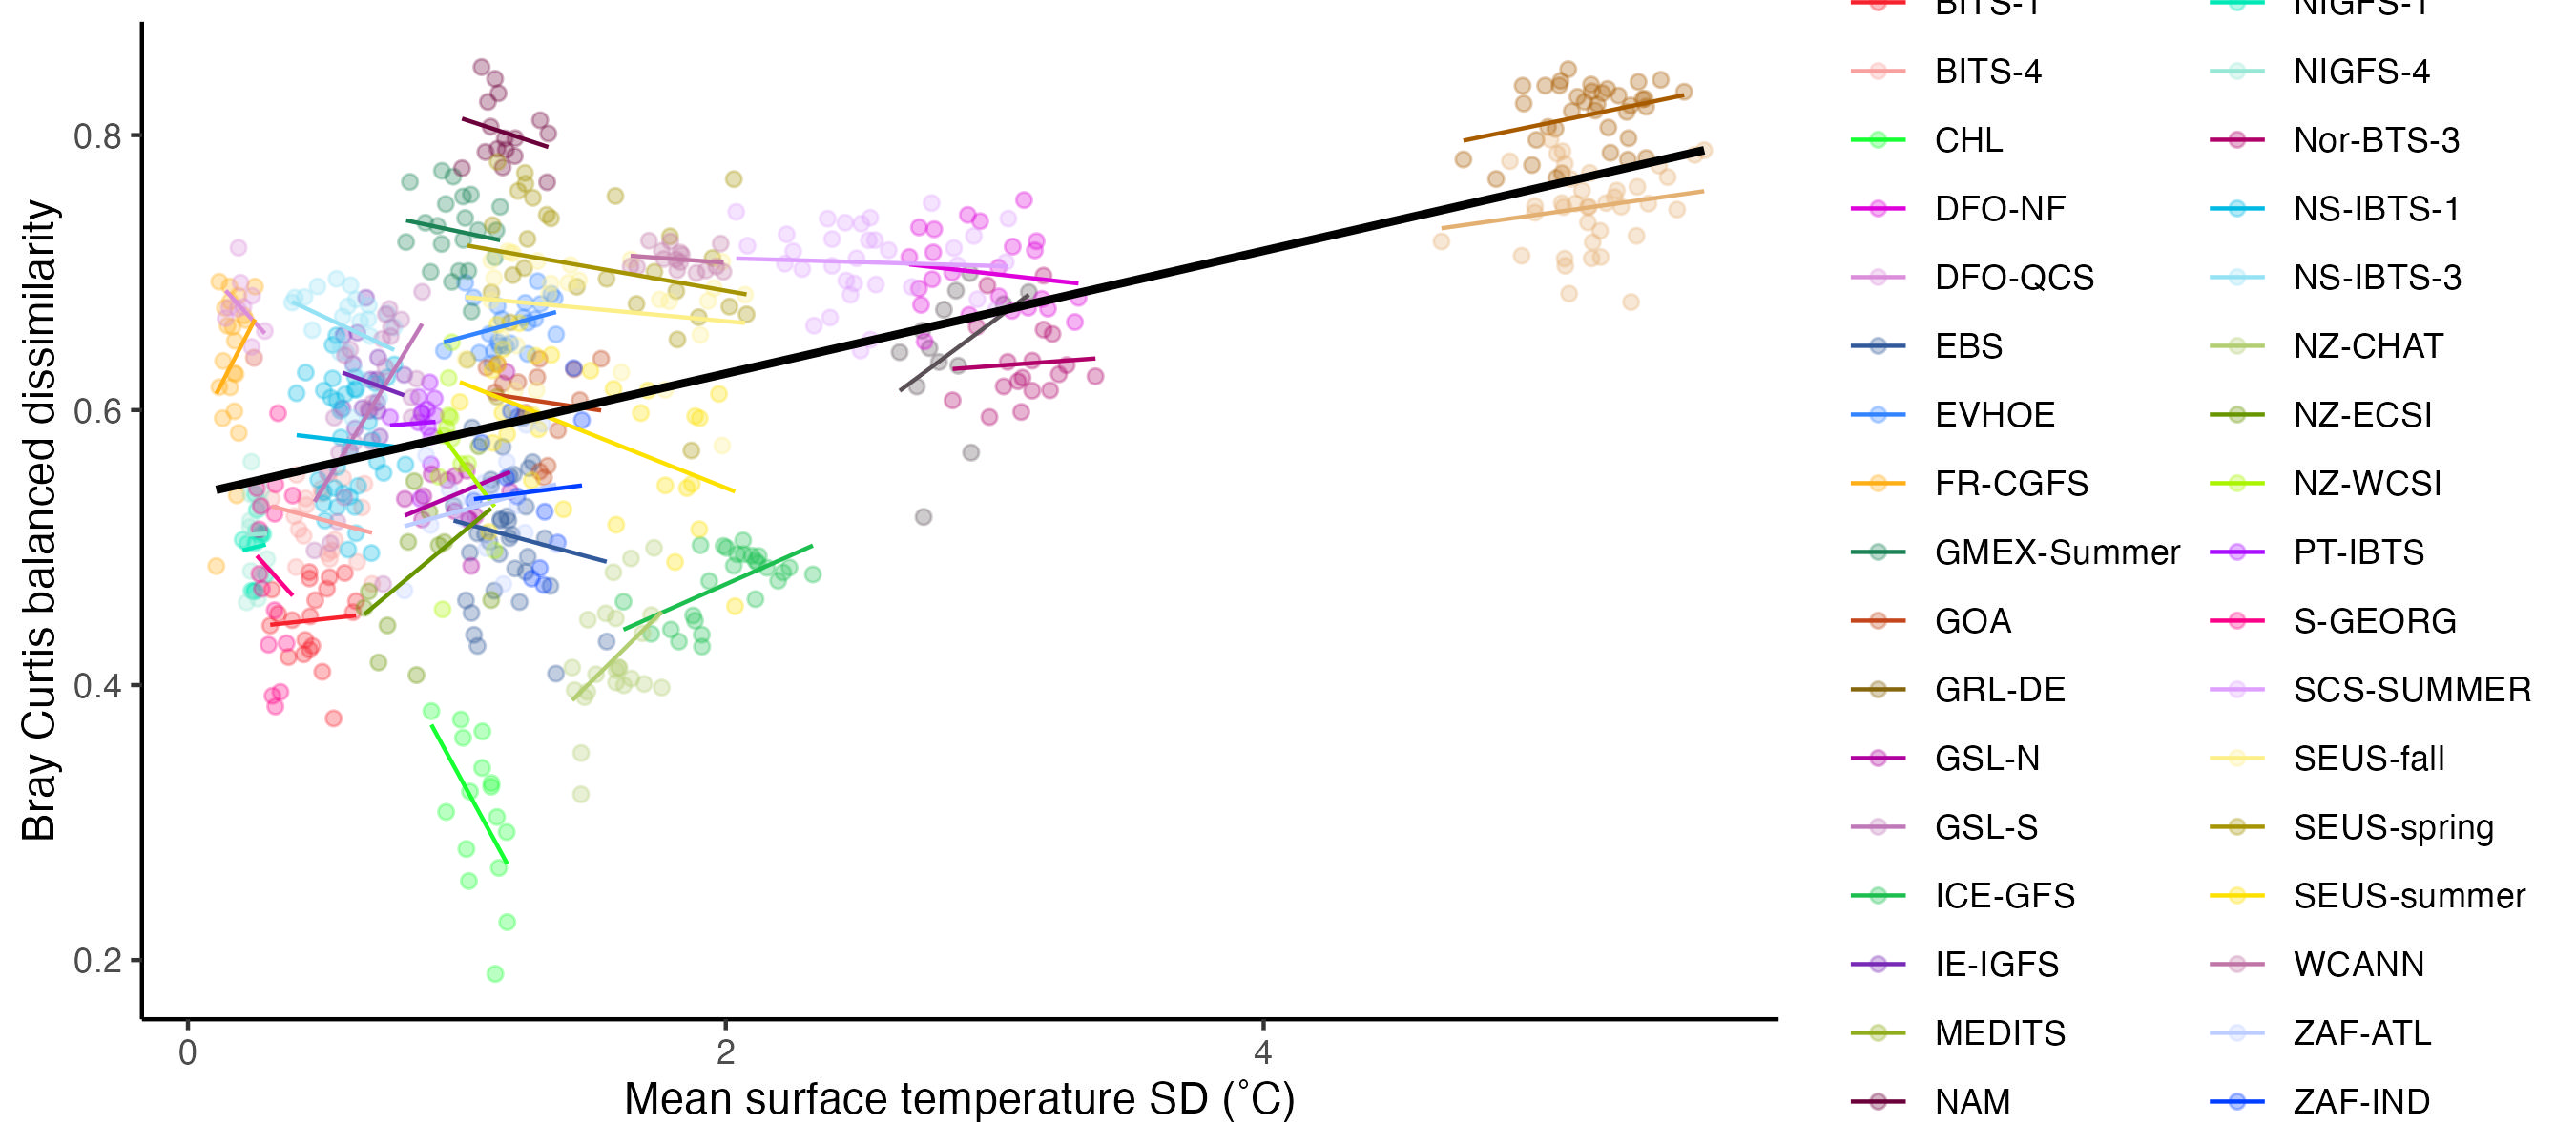 BITS-1 NIGFS-1
BITS-4 NIGFS-4
CHL Nor-BTS-3
DFO-NF NS-IBTS-1
DFO-QCS NS-IBTS-3
EBS NZ-CHAT
EVHOE NZ-ECSI
FR-CGFS NZ-WCSI
GMEX-Summer PT-IBTS
GOA S-GEORG
GRL-DE SCS-SUMMER
GSL-N SEUS-fall
GSL-S SEUS-spring
ICE-GFS SEUS-summer
IE-IGFS WCANN
MEDITS ZAF-ATL
NAM ZAF-IND
Bray Curtis balanced dissimilarity
0.8
0.6
0.4
0.2
0 2 4
Mean surface temperature SD (°C)